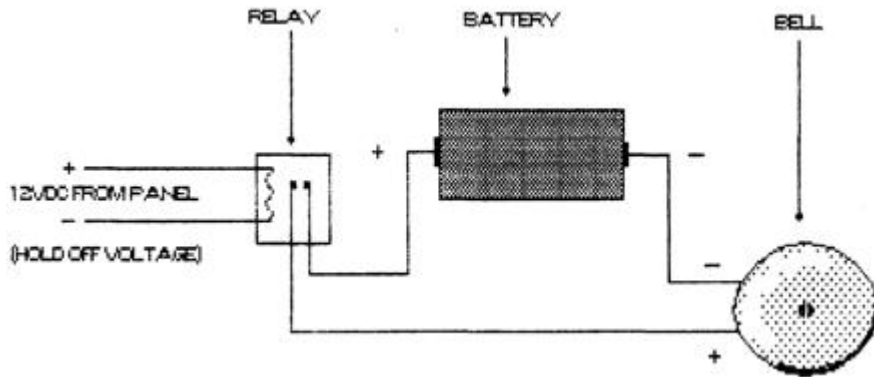 RELAY
BATTERY
BELL
+
-
+
12VDC FROM PANEL
-
(HOLD OFF VOLTAGE)
-
+